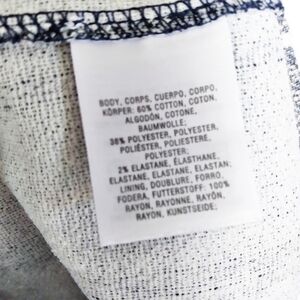 BODY, CORPS, CUERPO, CORPO,
KÖRPER: 60% COTTON, COTON,
ALGODÓN, COTONE,
BAUMWOLLE;
38% POLYESTER, POLYESTER,
POLIÉSTER, POLIESTERE,
POLYESTER;
2% ELASTANE, ÉLASTHANE,
ELASTANE, ELASTAN, ELASTAN;
LINING, DOUBLURE, FORRO,
FODERA, FUTTERSTOFF: 100%
RAYON, RAYONNE, RAYÓN,
RAYON, KUNSTSEIDE;